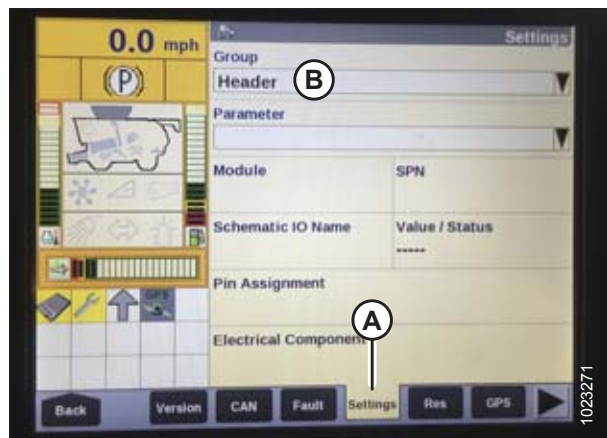 0.0 mph
Settings
Group
(P)
Header
B
Parameter
Module
SPN
Schematic IO Name
Value / Status
-----
Pin Assignment
GPS
A
Electrical Component
Back
Version
CAN
Fault
Settings
Res
GPS
1023271